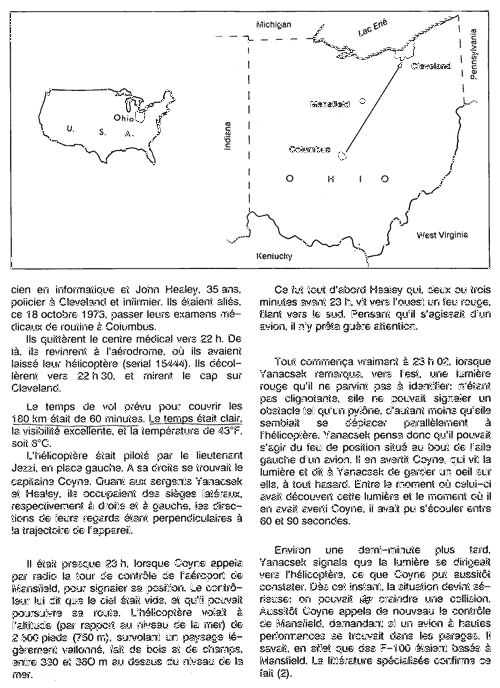 Michigan
Lac Erié
Pennsylvania
Cleveland
Mansfield
Ohio
U. S. A.
Indiana
Columbus
O H I O
West Virginia
Kentucky
cien en informatique et John Healey, 35 ans,
policier à Cleveland et infirmier. Ils étaient allés,
ce 18 octobre 1973, passer leurs examens mé-
dicaux de routine à Columbus.
Ils quittèrent le centre médical vers 22 h. De
là, ils revinrent à l'aérodrome, où ils avaient
laissé leur hélicoptère (serial 15444). Ils décol-
lèrent vers 22 h 30, et mirent le cap sur
Cleveland.
Le temps de vol prévu pour couvrir les
180 km était de 60 minutes. Le temps était clair,
la visibilité excellente, et la température de 43°F,
soit 6°C.
L'hélicoptère était piloté par le lieutenant
Jezzi, en place gauche. A sa droite se trouvait le
capitaine Coyne. Quant aux sergents Yanacsek
et Healey, ils occupaient des sièges latéraux,
respectivement à droite et à gauche, les direc-
tions de leurs regards étant perpendiculaires à
la trajectoire de l'appareil.
Il était presque 23 h, lorsque Coyne appela
par radio la tour de contrôle de l'aéroport de
Mansfield, pour signaler sa position. Le contrô-
leur lui dit que le ciel était vide, et qu'il pouvait
poursuivre sa route. L'hélicoptère volait à
l'altitude (par rapport au niveau de la mer) de
2 500 pieds (750 m), survolant un paysage lé-
gèrement vallonné, fait de bois et de champs,
entre 330 et 360 m au dessus du niveau de la
mer.
Ce fut tout d'abord Healey qui, deux ou trois
minutes avant 23 h, vit vers l'ouest un feu rouge,
filant vers le sud. Pensant qu'il s'agissait d'un
avion, il n'y prêta guère attention.
Tout commença vraiment à 23 h 02, lorsque
Yanacsek remarqua, vers l'est, une lumière
rouge qu'il ne parvint pas à identifier: n'étant
pas clignotante, elle ne pouvait signaler un
obstacle tel qu'un pylône, d'autant moins qu'elle
semblait se déplacer parallèlement à
l'hélicoptère. Yanacsek pensa donc qu'il pouvait
s'agir du feu de position situé au bout de l'aile
gauche d'un avion. Il en avertit Coyne, qui vit la
lumière et dit à Yanacsek de garder un oeil sur
elle, à tout hasard. Entre le moment où celui-ci
avait découvert cette lumière et le moment où il
en avait averti Coyne, il avait pu s'écouler entre
60 et 90 secondes.
Environ une demi-minute plus tard,
Yanacsek signala que la lumière se dirigeait
vers l'hélicoptère, ce que Coyne put aussitôt
constater. Dès cet instant, la situation devint sé-
rieuse: on pouvait craindre une collision.
Aussitôt Coyne appela de nouveau le contrôle
de Mansfield, demandant si un avion à hautes
performances se trouvait dans les parages. Il
savait, en effet que des F-100 étaient basés à
Mansfield. La littérature spécialisée confirme ce
fait (2).